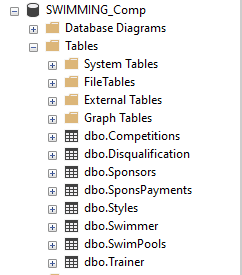 SWIMMING_Comp
Database Diagrams
Tables
System Tables
FileTables
External Tables
Graph Tables
dbo.Competitions
dbo.Disqualification
dbo.Sponsors
dbo.SponsPayments
dbo.Styles
dbo.Swimmer
dbo.SwimPools
dbo.Trainer